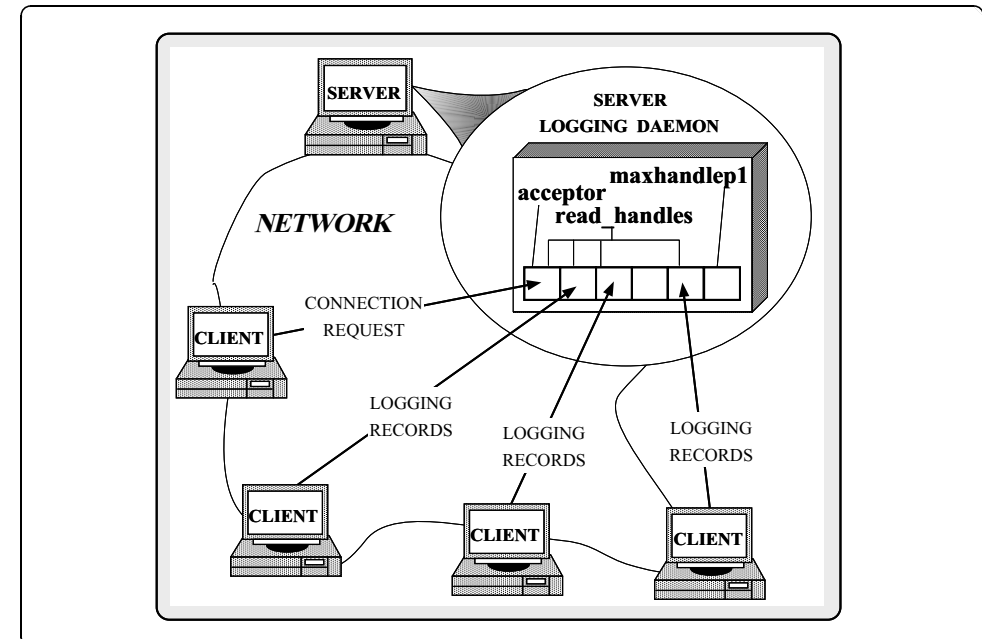 SERVER
SERVER
LOGGING DAEMON
maxhandlep1
acceptor
read_handles
NETWORK
CONNECTION
REQUEST
CLIENT
LOGGING
RECORDS
LOGGING
RECORDS
LOGGING
RECORDS
CLIENT
CLIENT
CLIENT